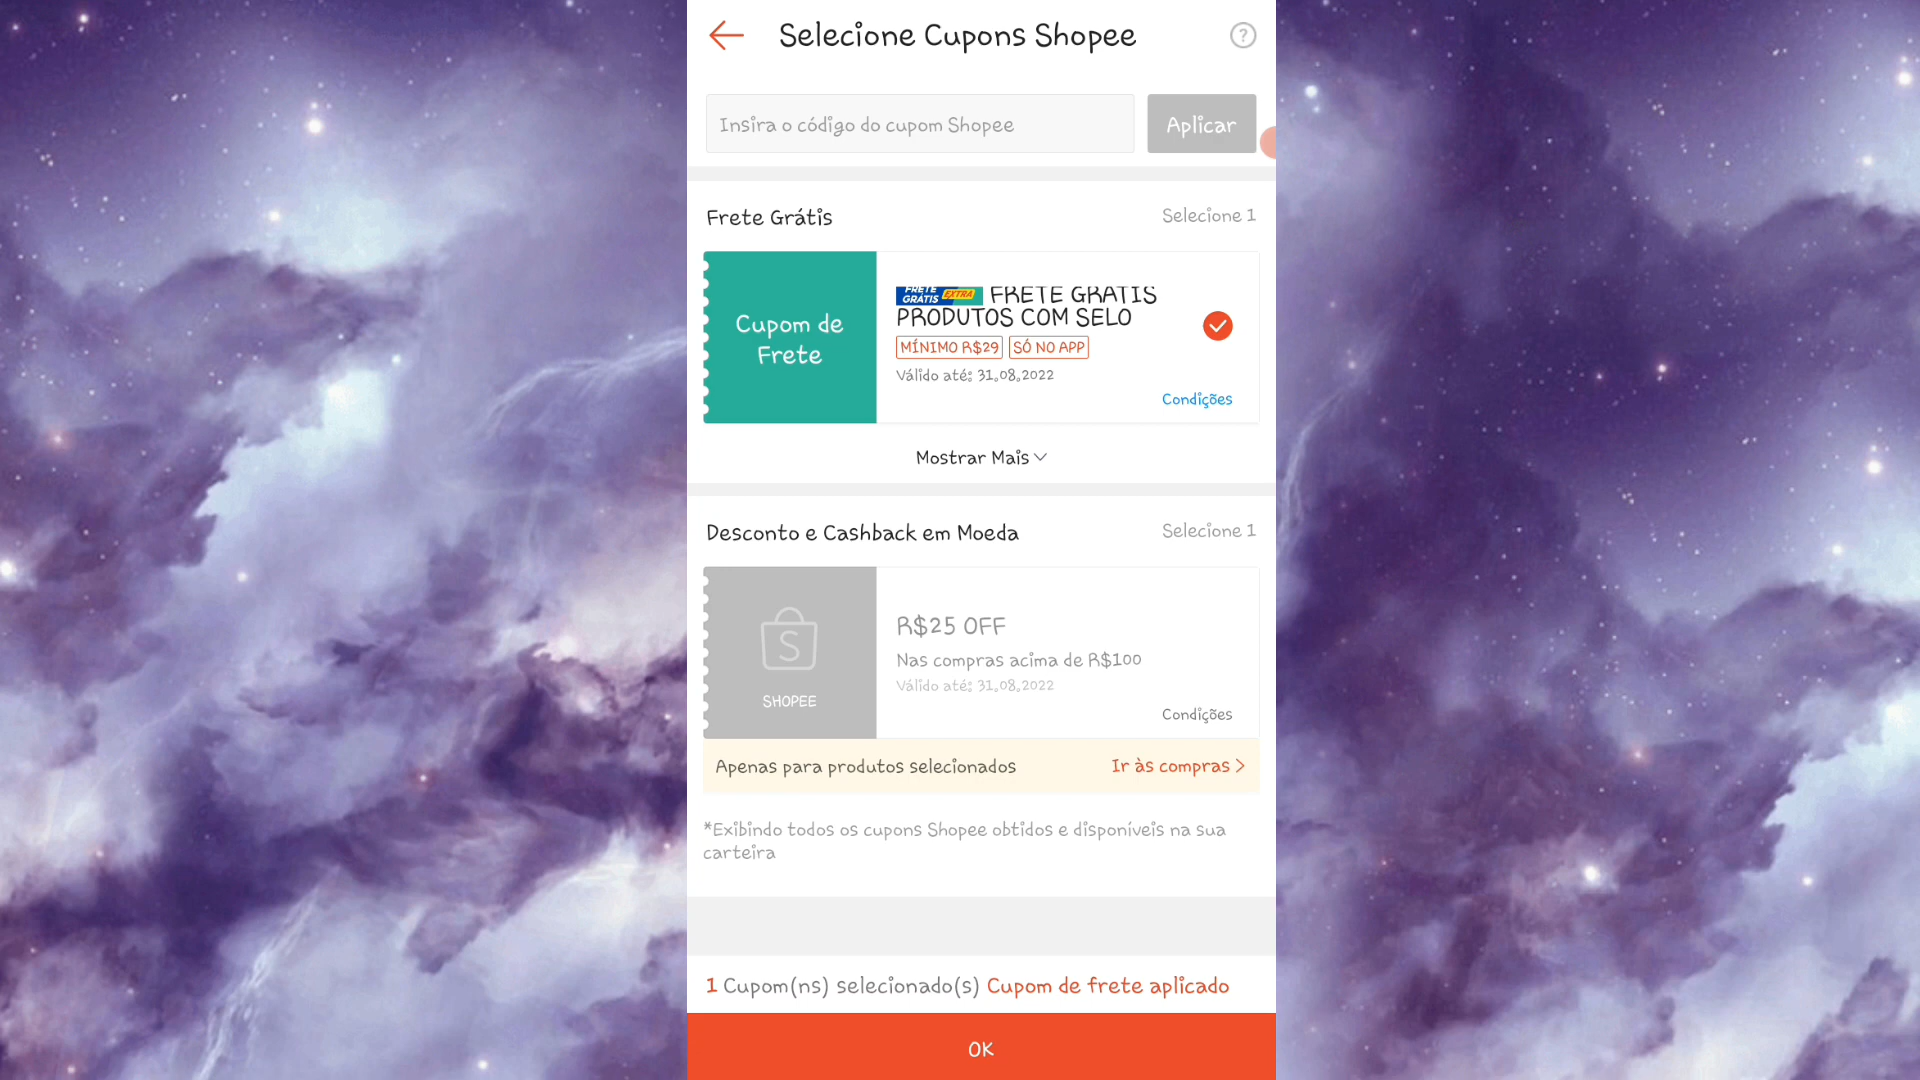 Selecione Cupons Shopee
?
Insira o código do cupom Shopee
Aplicar
Frete Grátis
Selecione 1
Cupom de
Frete
FRETE
GRÁTIS EXTRA
FRETE GRÁTIS
PRODUTOS COM SELO
MÍNIMO R$29
SÓ NO APP
Válido até: 31.08.2022
Condições
Mostrar Mais
Desconto e Cashback em Moeda
Selecione 1
S
SHOPEE
R$25 OFF
Nas compras acima de R$100
Válido até: 31.08.2022
Condições
Apenas para produtos selecionados
Ir às compras >
*Exibindo todos os cupons Shopee obtidos e disponíveis na sua
carteira
1 Cupom(ns) selecionado(s) Cupom de frete aplicado
OK